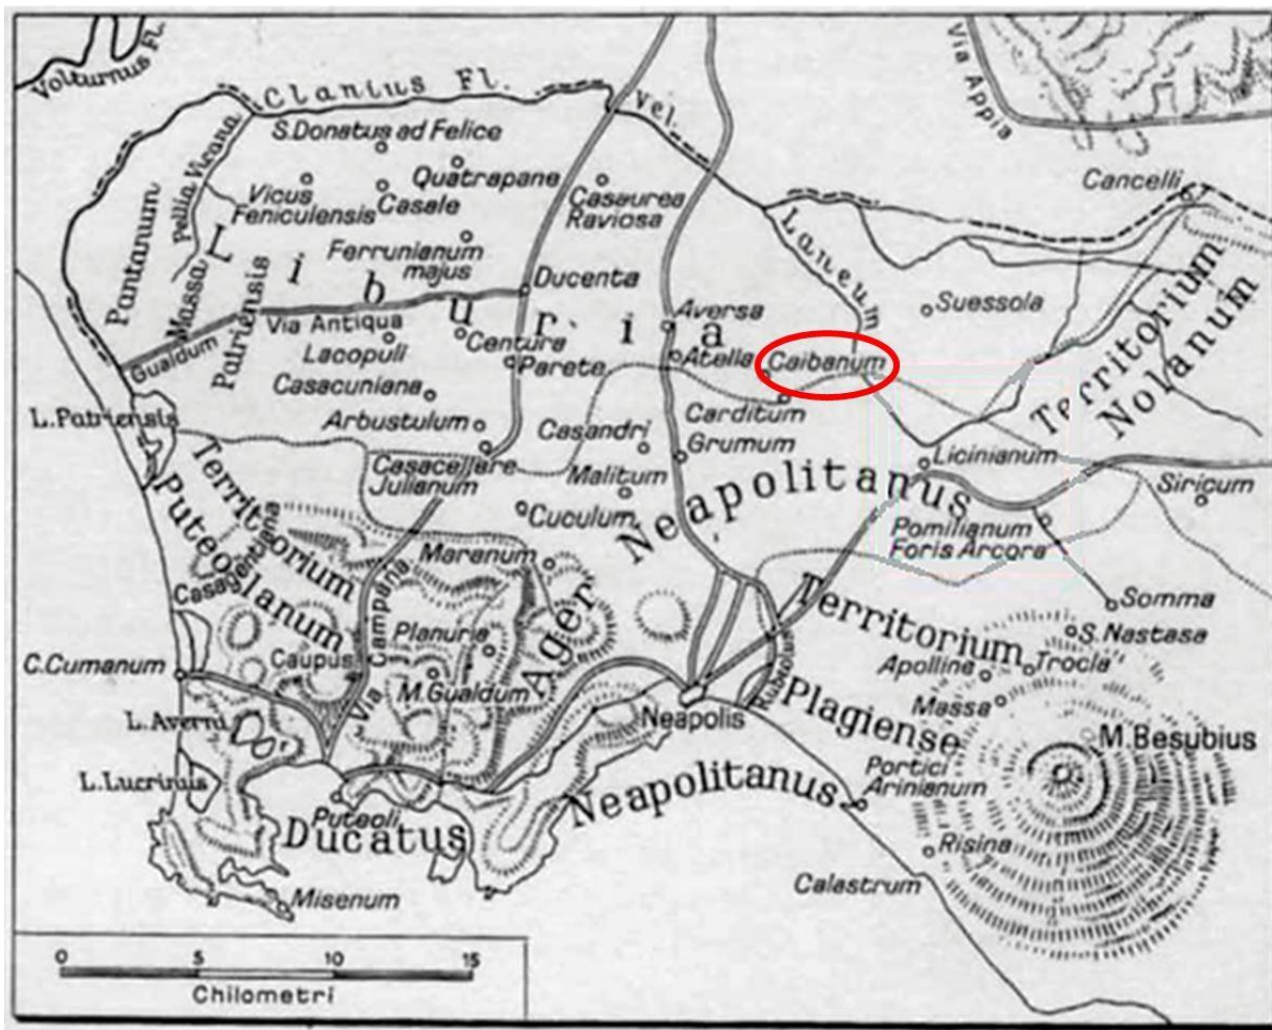 Volturnus Fl.
Clanius Fl.
Vel.
Via Appia
S.Donatus ad Felice
Quatrapane
Cancelli
Vicus
Feniculensis
Casale
Casaurea
Raviosa
Pellia Vicana
Pantanum
Massa
Patriensis
Laneum
Ferrunianum
majus
Ducenta
Liburia
Suessola
Territorium
Nolanum
Via Antiqua
Gualdum
Lacopuli
Centura
Parete
Aversa
Atella
Caibanum
Casacuniana
Carditum
L.Patriensis
Arbustulum
Casandri
Grumum
Licinianum
Casacellere
Julianum
Malitum
Siricum
Cuculum
Pomilianum
Foris Arcora
Territorium
Puteolanum
Casagentiana
Maranum
Ager
Neapolitanus
Somma
S.Nastasa
Via Campana
Planuria
Caupus
C.Cumanum
M.Gualdum
Territorium
Plagiense
Apolline
Trocla
Massa
Rubiolum
Neapolis
L.Averni
M.Besubius
L.Lucrinus
Portici
Arinianum
Puteoli
Ducatus
Neapolitanus
Risina
Calastrum
Misenum
0 5 10 15
Chilometri